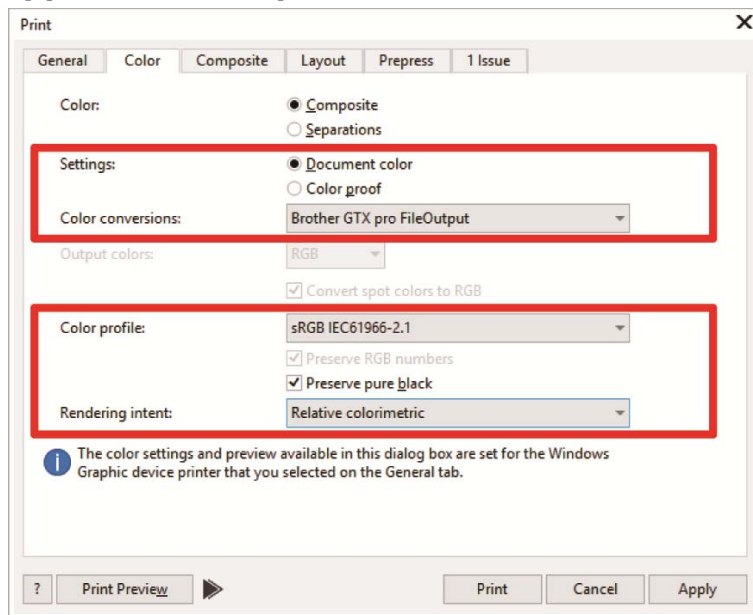 Print X
General Color Composite Layout Prepress 1 Issue
Color: Composite
Separations
Settings: Document color
Color proof
Color conversions: Brother GTX pro FileOutput
Output colors: RGB
Convert spot colors to RGB
Color profile: sRGB IEC61966-2.1
Preserve RGB numbers
Preserve pure black
Rendering intent: Relative colorimetric
The color settings and preview available in this dialog box are set for the Windows
Graphic device printer that you selected on the General tab.
? Print Preview Print Cancel Apply